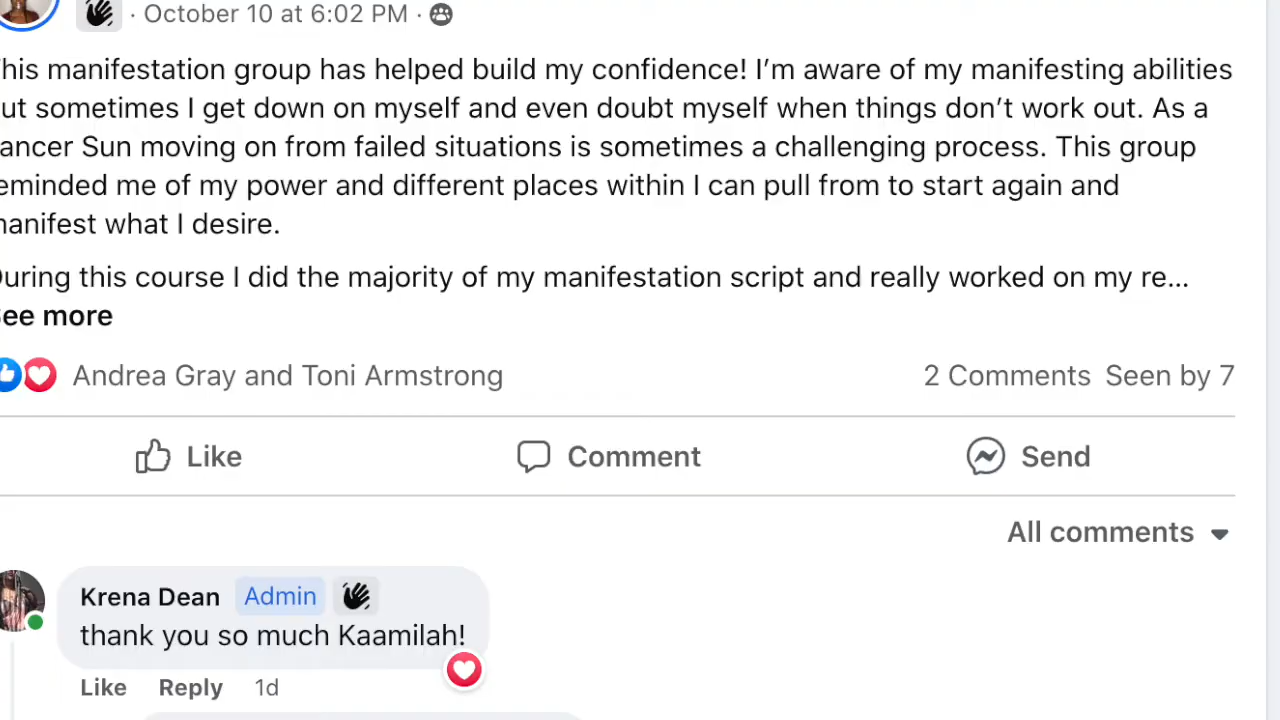 · October 10 at 6:02 PM ·
his manifestation group has helped build my confidence! I’m aware of my manifesting abilities
ut sometimes I get down on myself and even doubt myself when things don’t work out. As a
ancer Sun moving on from failed situations is sometimes a challenging process. This group
eminded me of my power and different places within I can pull from to start again and
anifest what I desire.
uring this course I did the majority of my manifestation script and really worked on my re...
ee more
Andrea Gray and Toni Armstrong 2 Comments Seen by 7
Like Comment Send
All comments
Krena Dean Admin
thank you so much Kaamilah!
Like Reply 1d